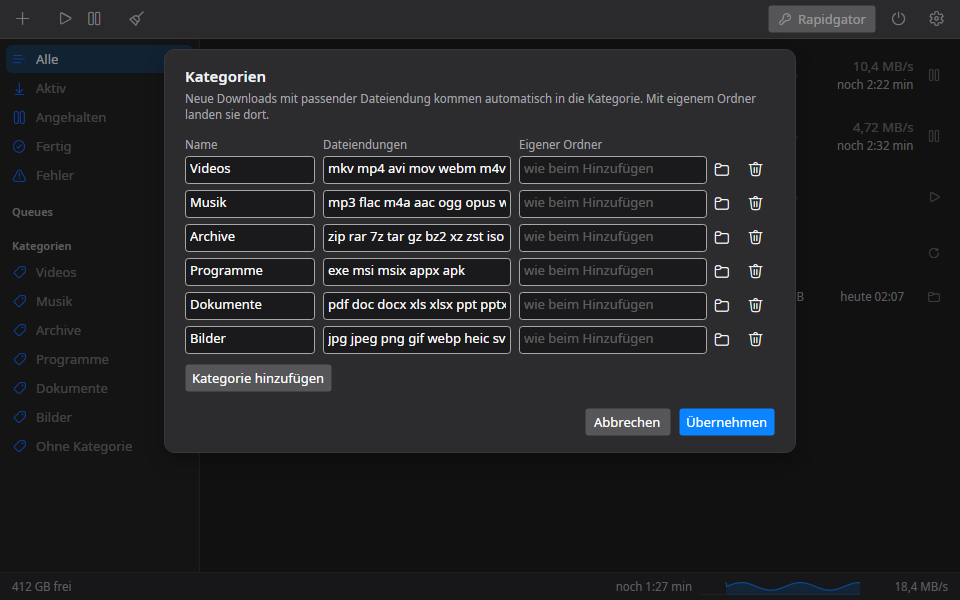 Rapidgator
Alle
Aktiv
Angehalten
Fertig
Fehler
Queues
Kategorien
Videos
Musik
Archive
Programme
Dokumente
Bilder
Ohne Kategorie
10,4 MB/s
noch 2:22 min
4,72 MB/s
noch 2:32 min
B heute 02:07
Kategorien
Neue Downloads mit passender Dateiendung kommen automatisch in die Kategorie. Mit eigenem Ordner
landen sie dort.
Name Dateiendungen Eigener Ordner
Videos mkv mp4 avi mov webm m4v wie beim Hinzufügen
Musik mp3 flac m4a aac ogg opus w wie beim Hinzufügen
Archive zip rar 7z tar gz bz2 xz zst iso wie beim Hinzufügen
Programme exe msi msix appx apk wie beim Hinzufügen
Dokumente pdf doc docx xls xlsx ppt pptx wie beim Hinzufügen
Bilder jpg jpeg png gif webp heic sv wie beim Hinzufügen
Kategorie hinzufügen
Abbrechen Übernehmen
412 GB frei noch 1:27 min 18,4 MB/s